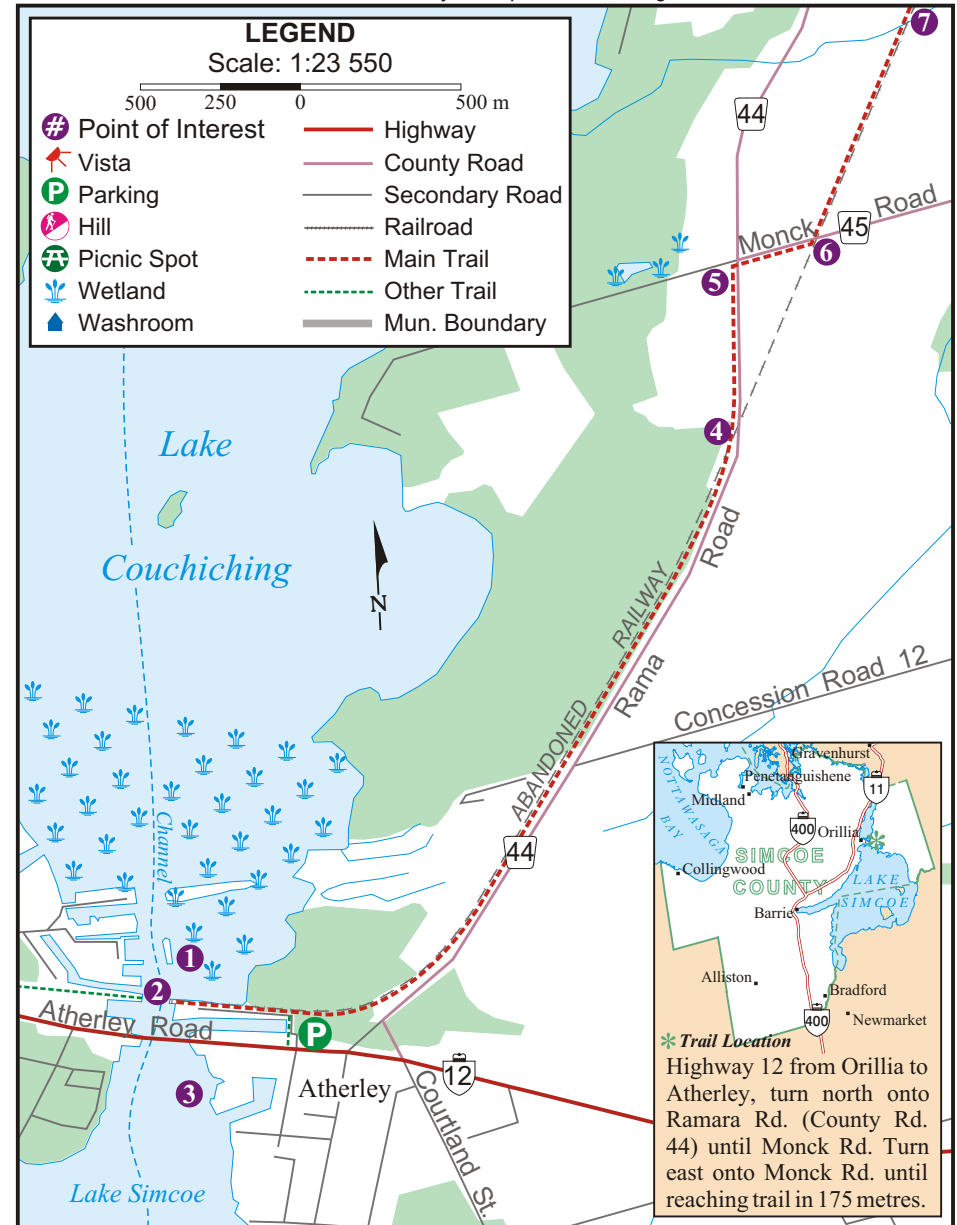 LEGEND
Scale: 1:23 550
500 250 0 500 m
# Point of Interest
Vista
P Parking
Hill
Picnic Spot
Wetland
Washroom
Highway
County Road
Secondary Road
Railroad
Main Trail
Other Trail
Mun. Boundary
7
44
Monck Road
45
6
5
4
Lake
Couchiching
N
ABANDONED RAILWAY
Rama Road
Concession Road 12
44
Channel
1
2
Atherley Road
P
3
Atherley
12
Courtland St.
Lake Simcoe
Gravenhurst
Penetanguishene
Midland
NOTTAWASAGA
BAY
11
400
Orillia
Collingwood
SIMCOE
COUNTY
LAKE
SIMCOE
Barrie
Alliston
Bradford
400
Newmarket
Trail Location
Highway 12 from Orillia to
Atherley, turn north onto
Ramara Rd. (County Rd.
44) until Monck Rd. Turn
east onto Monck Rd. until
reaching trail in 175 metres.